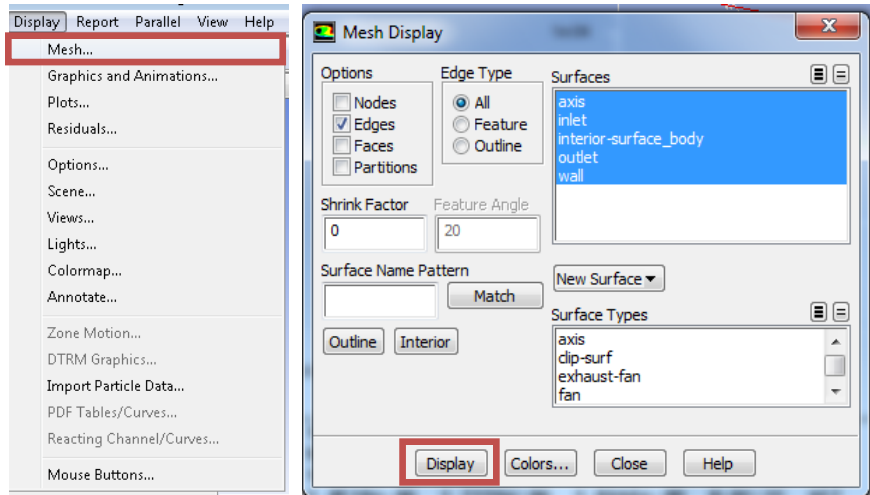 Display Report Parallel View Help
Mesh...
Graphics and Animations...
Plots...
Residuals...
Options...
Scene...
Views...
Lights...
Colormap...
Annotate...
Zone Motion...
DTRM Graphics...
Import Particle Data...
PDF Tables/Curves...
Reacting Channel/Curves...
Mouse Buttons...
Mesh Display
Options
Nodes
Edges
Faces
Partitions
Edge Type
All
Feature
Outline
Shrink Factor
0
Feature Angle
20
Surface Name Pattern
Match
Outline Interior
Surfaces
axis
inlet
interior-surface_body
outlet
wall
New Surface
Surface Types
axis
clip-surf
exhaust-fan
fan
Display Colors... Close Help